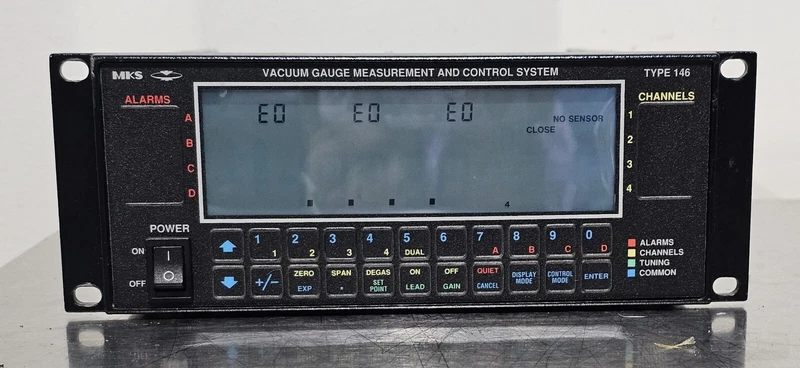 MKS VACUUM GAUGE MEASUREMENT AND CONTROL SYSTEM TYPE 146
ALARMS
A
B
C
D
E0 E0 E0
NO SENSOR
CLOSE
4
CHANNELS
1
2
3
4
POWER
ON
OFF
I
O
1 1
2 2
3 3
4 4
5 DUAL
6
7 A
8 B
9 C
0 D
+/-
ZERO EXP
SPAN .
DEGAS SET POINT
ON LEAD
OFF GAIN
QUIET CANCEL
DISPLAY MODE
CONTROL MODE
ENTER
ALARMS
CHANNELS
TUNING
COMMON